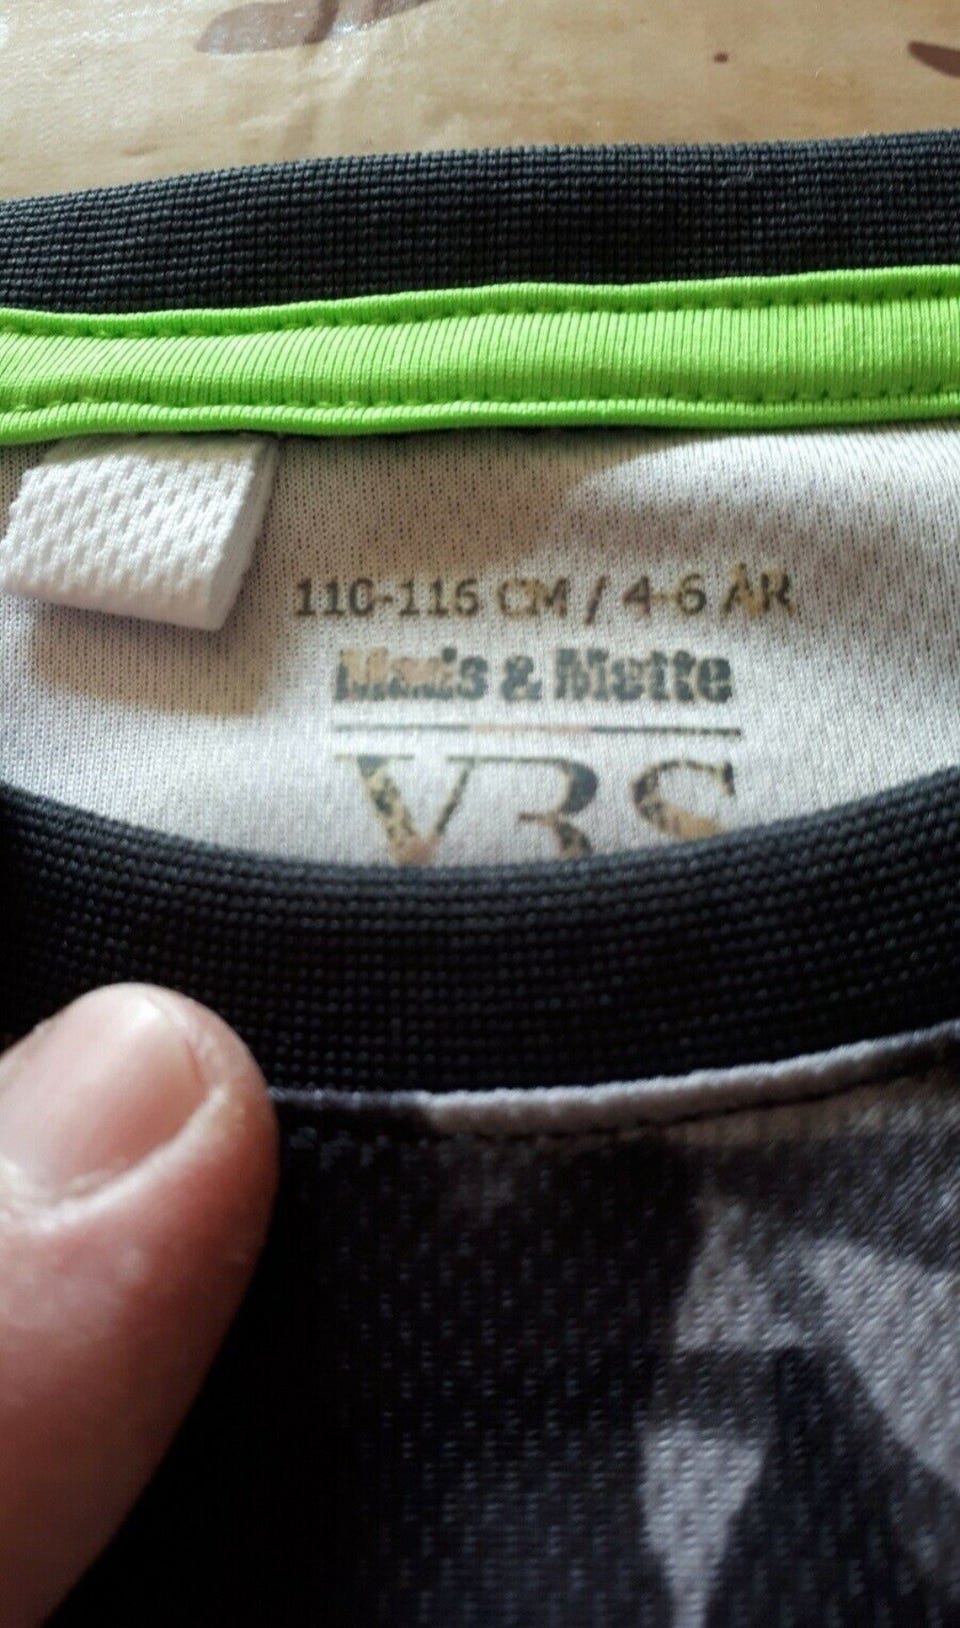 110-116 CM / 4-6 ÅR
Mads & Mette
VRS